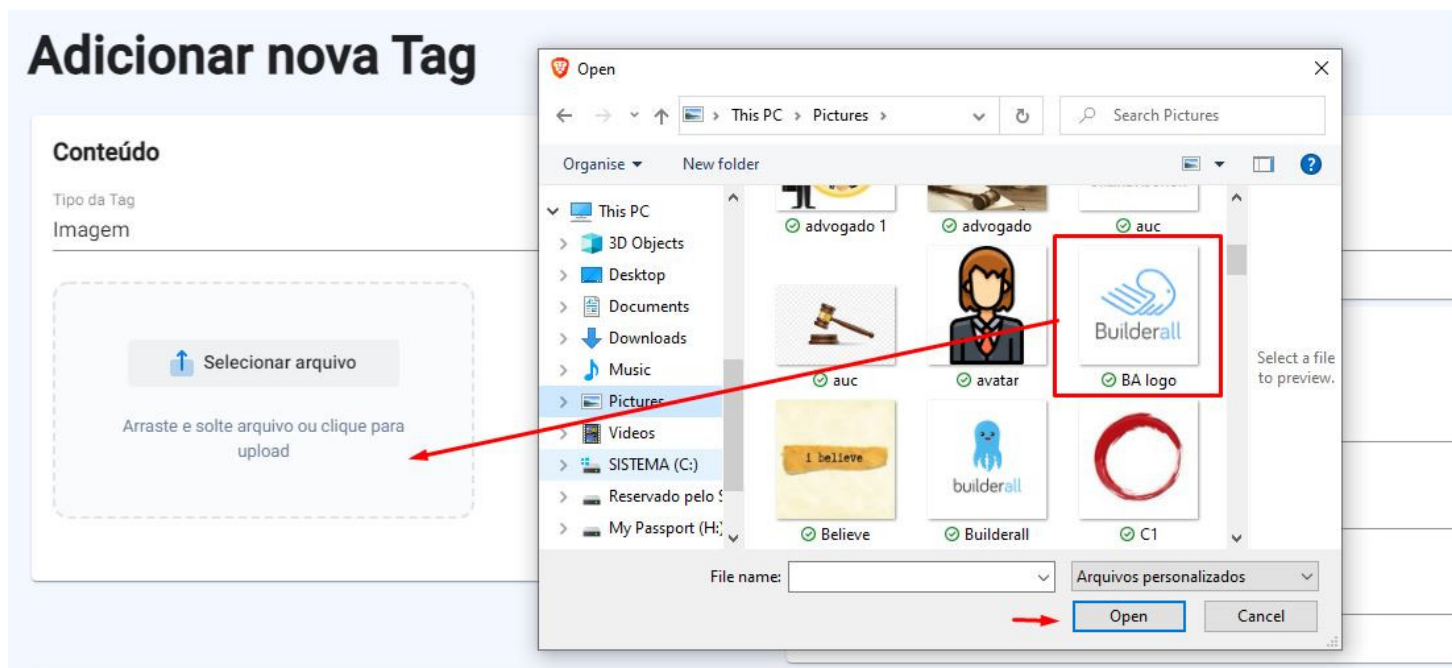 Adicionar nova Tag
Conteúdo
Tipo da Tag
Imagem
Selecionar arquivo
Arraste e solte arquivo ou clique para
upload
Open
This PC > Pictures >
Search Pictures
Organise
New folder
This PC
3D Objects
Desktop
Documents
Downloads
Music
Pictures
Videos
SISTEMA (C:)
Reservado pelo S
My Passport (H:)
advogado 1
advogado
auc
auc
avatar
Builderall
BA logo
i believe
Believe
builderall
Builderall
C1
Select a file
to preview.
File name:
Arquivos personalizados
Open
Cancel